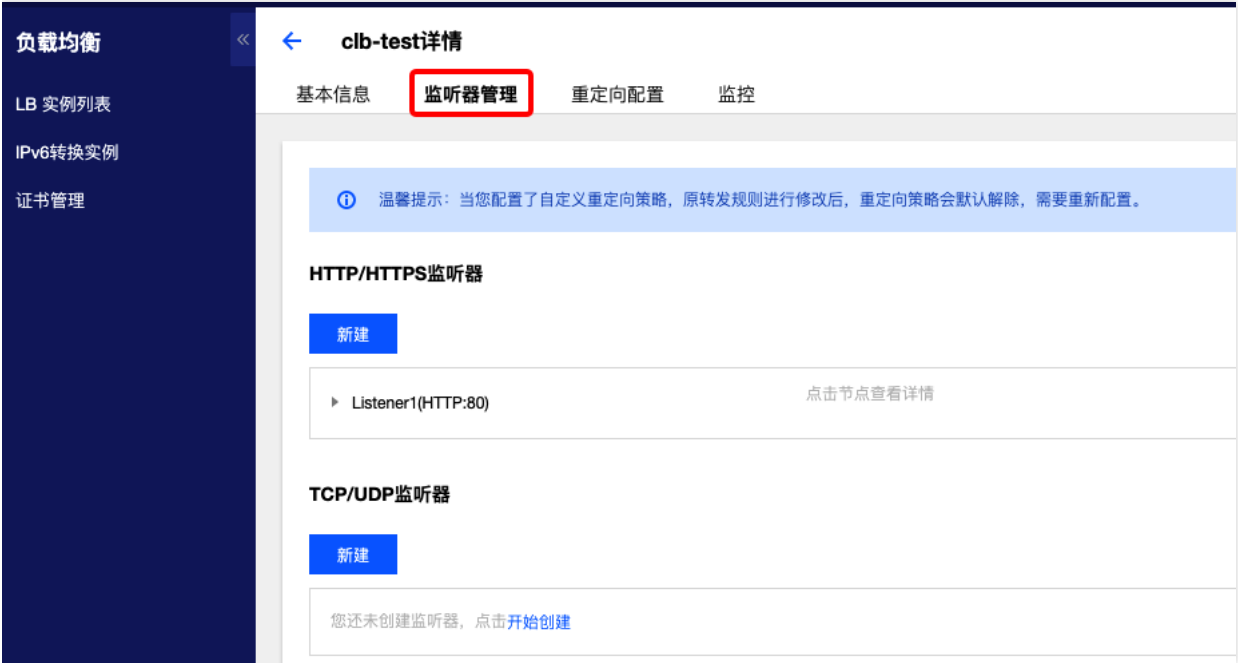 负载均衡
LB 实例列表
IPv6转换实例
证书管理
clb-test详情
基本信息 监听器管理 重定向配置 监控
温馨提示：当您配置了自定义重定向策略，原转发规则进行修改后，重定向策略会默认解除，需要重新配置。
HTTP/HTTPS监听器
新建
Listener1(HTTP:80)
点击节点查看详情
TCP/UDP监听器
新建
您还未创建监听器，点击开始创建